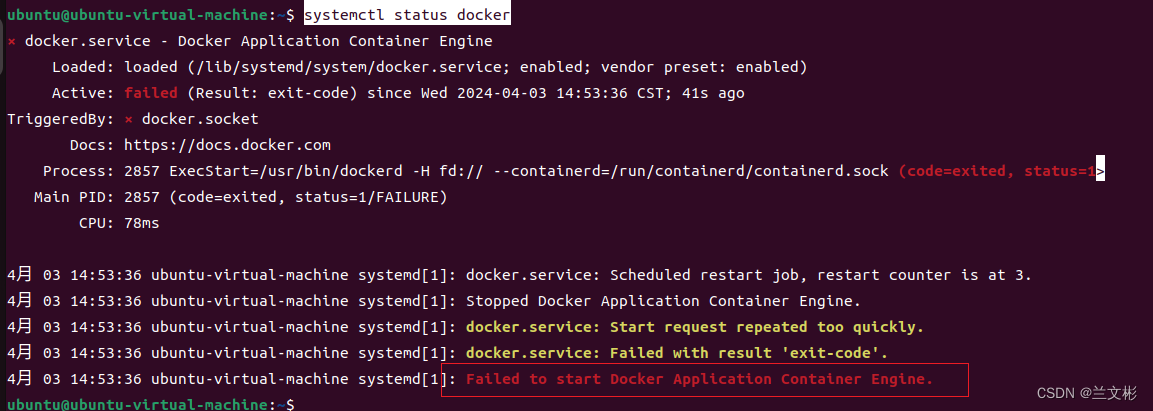 ubuntu@ubuntu-virtual-machine:~$ systemctl status docker
× docker.service - Docker Application Container Engine
Loaded: loaded (/lib/systemd/system/docker.service; enabled; vendor preset: enabled)
Active: failed (Result: exit-code) since Wed 2024-04-03 14:53:36 CST; 41s ago
TriggeredBy: × docker.socket
Docs: https://docs.docker.com
Process: 2857 ExecStart=/usr/bin/dockerd -H fd:// --containerd=/run/containerd/containerd.sock (code=exited, status=1>
Main PID: 2857 (code=exited, status=1/FAILURE)
CPU: 78ms
4月 03 14:53:36 ubuntu-virtual-machine systemd[1]: docker.service: Scheduled restart job, restart counter is at 3.
4月 03 14:53:36 ubuntu-virtual-machine systemd[1]: Stopped Docker Application Container Engine.
4月 03 14:53:36 ubuntu-virtual-machine systemd[1]: docker.service: Start request repeated too quickly.
4月 03 14:53:36 ubuntu-virtual-machine systemd[1]: docker.service: Failed with result 'exit-code'.
4月 03 14:53:36 ubuntu-virtual-machine systemd[1]: Failed to start Docker Application Container Engine.
ubuntu@ubuntu-virtual-machine:~$
CSDN @兰文彬